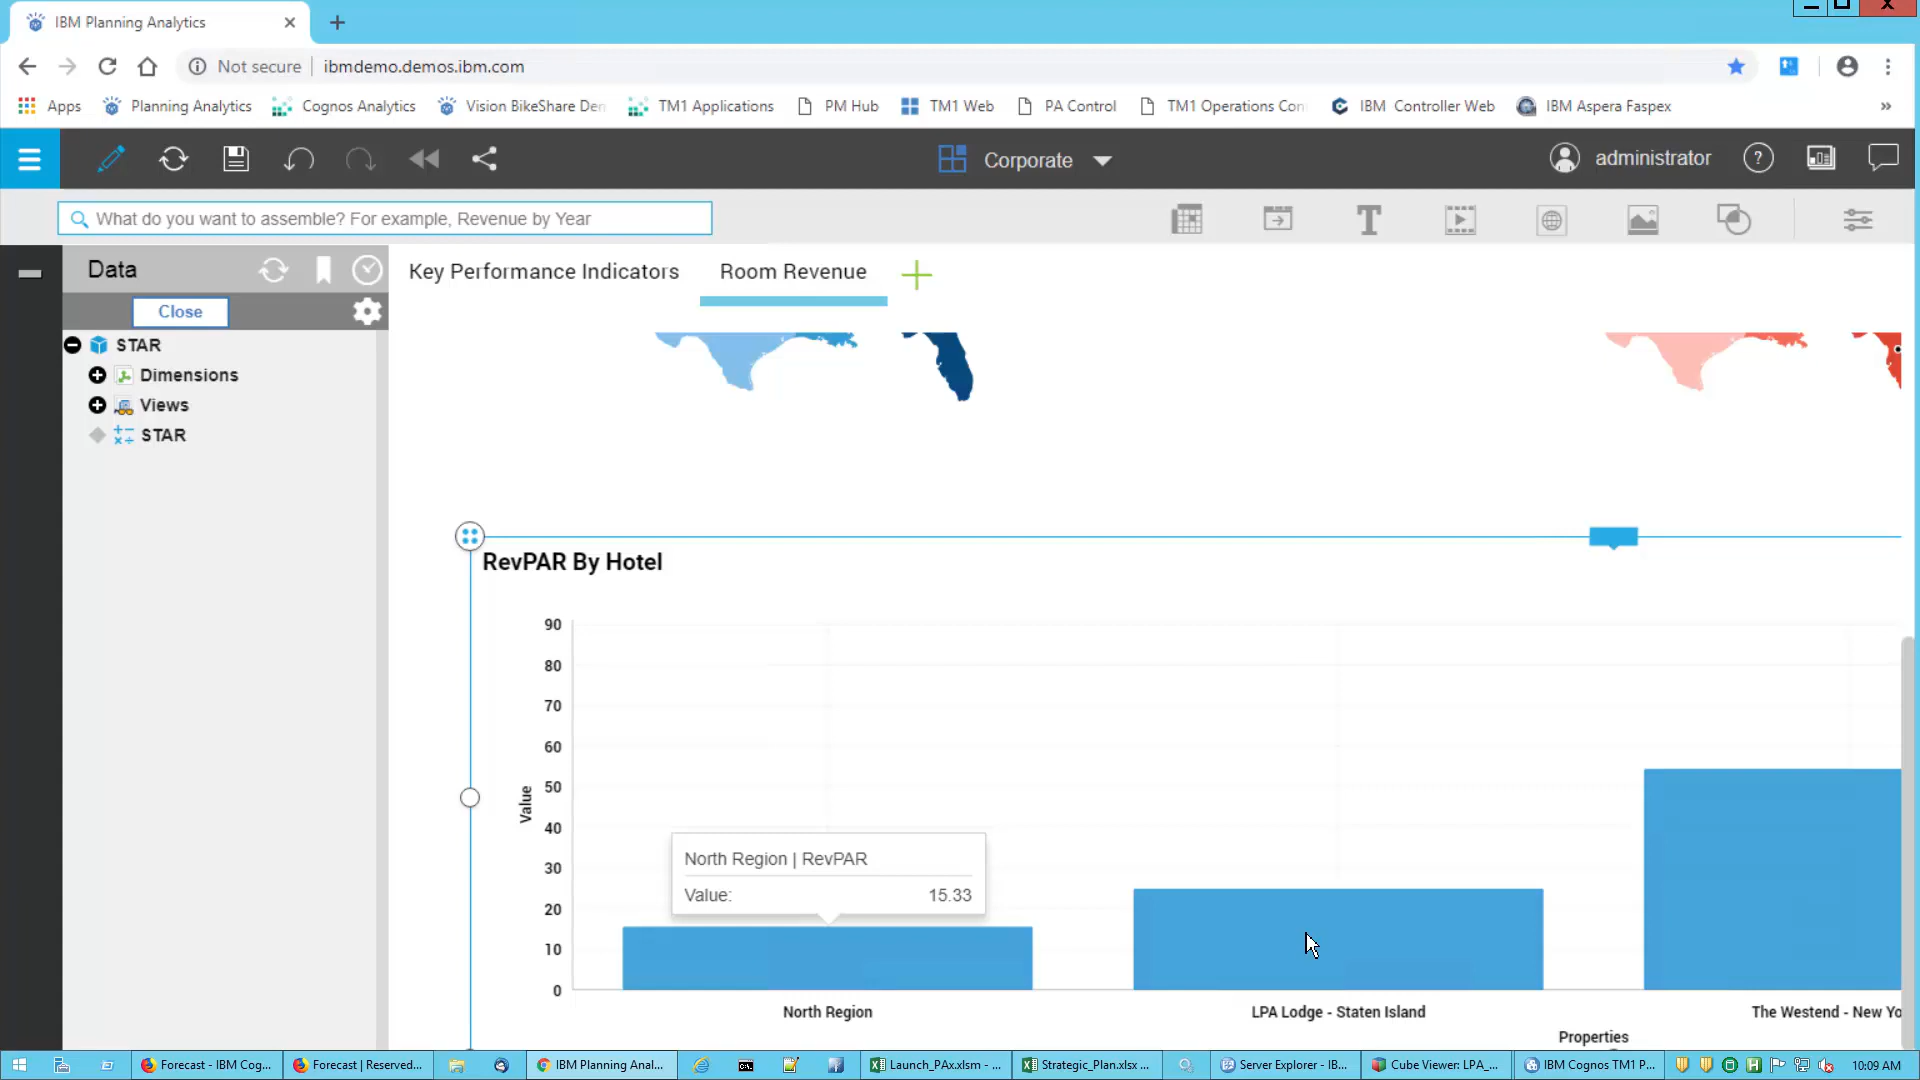 IBM Planning Analytics
Not secure
ibmdemo.demos.ibm.com
Apps
Planning Analytics
Cognos Analytics
Vision BikeShare Den
TM1 Applications
PM Hub
TM1 Web
PA Control
TM1 Operations Con
IBM Controller Web
IBM Aspera Faspex
»
Corporate
administrator
?
What do you want to assemble? For example, Revenue by Year
T
Data
Key Performance Indicators
Room Revenue
Close
STAR
Dimensions
Views
STAR
RevPAR By Hotel
90
80
70
60
50
40
30
20
10
0
Value
North Region | RevPAR
Value: 15.33
North Region
LPA Lodge - Staten Island
The Westend - New Yo
Properties
Forecast - IBM Cog...
Forecast | Reserved...
IBM Planning Anal...
Launch_PAx.xlsm - ...
Strategic_Plan.xlsx ...
Server Explorer - IB...
Cube Viewer: LPA_...
IBM Cognos TM1 P...
10:09 AM